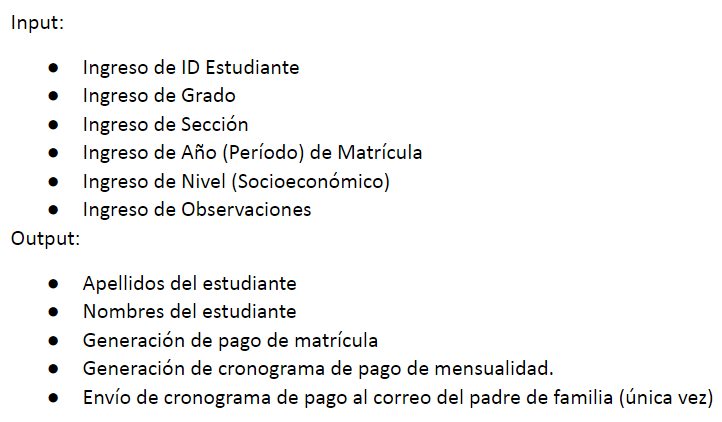 Input:
● Ingreso de ID Estudiante
● Ingreso de Grado
● Ingreso de Sección
● Ingreso de Año (Período) de Matrícula
● Ingreso de Nivel (Socioeconómico)
● Ingreso de Observaciones
Output:
● Apellidos del estudiante
● Nombres del estudiante
● Generación de pago de matrícula
● Generación de cronograma de pago de mensualidad.
● Envío de cronograma de pago al correo del padre de familia (única vez)